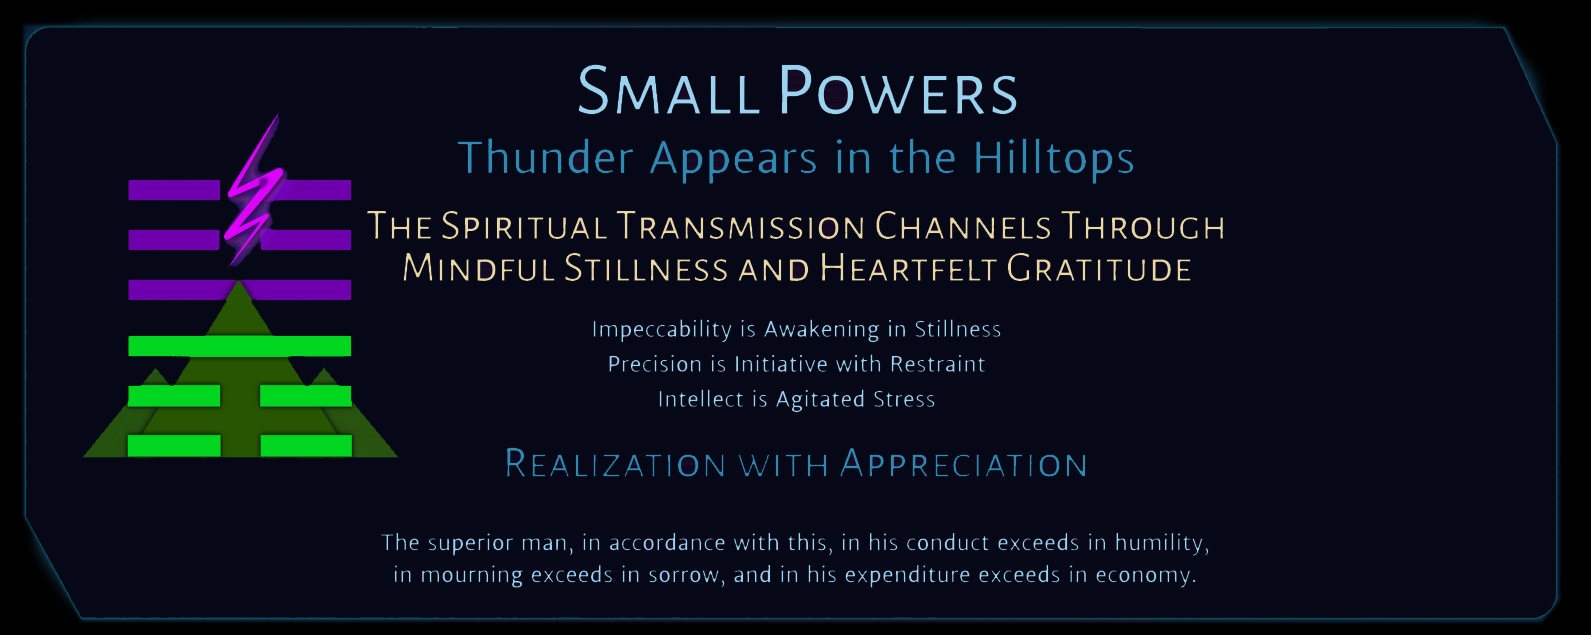 Small Powers
Thunder Appears in the Hilltops
The Spiritual Transmission Channels Through
Mindful Stillness and Heartfelt Gratitude
Impeccability is Awakening in Stillness
Precision is Initiative with Restraint
Intellect is Agitated Stress
Realization with Appreciation
The superior man, in accordance with this, in his conduct exceeds in humility,
in mourning exceeds in sorrow, and in his expenditure exceeds in economy.